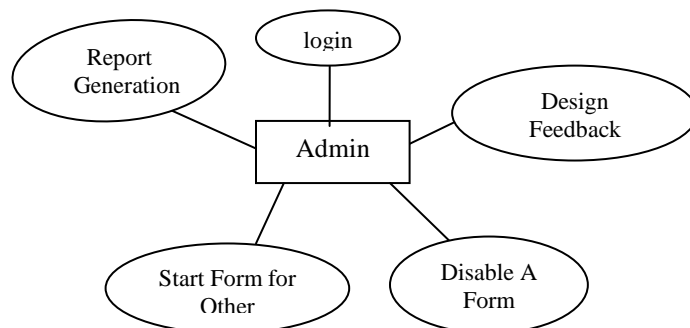 login
Report
Generation
Design
Feedback
Admin
Start Form for
Other
Disable A
Form